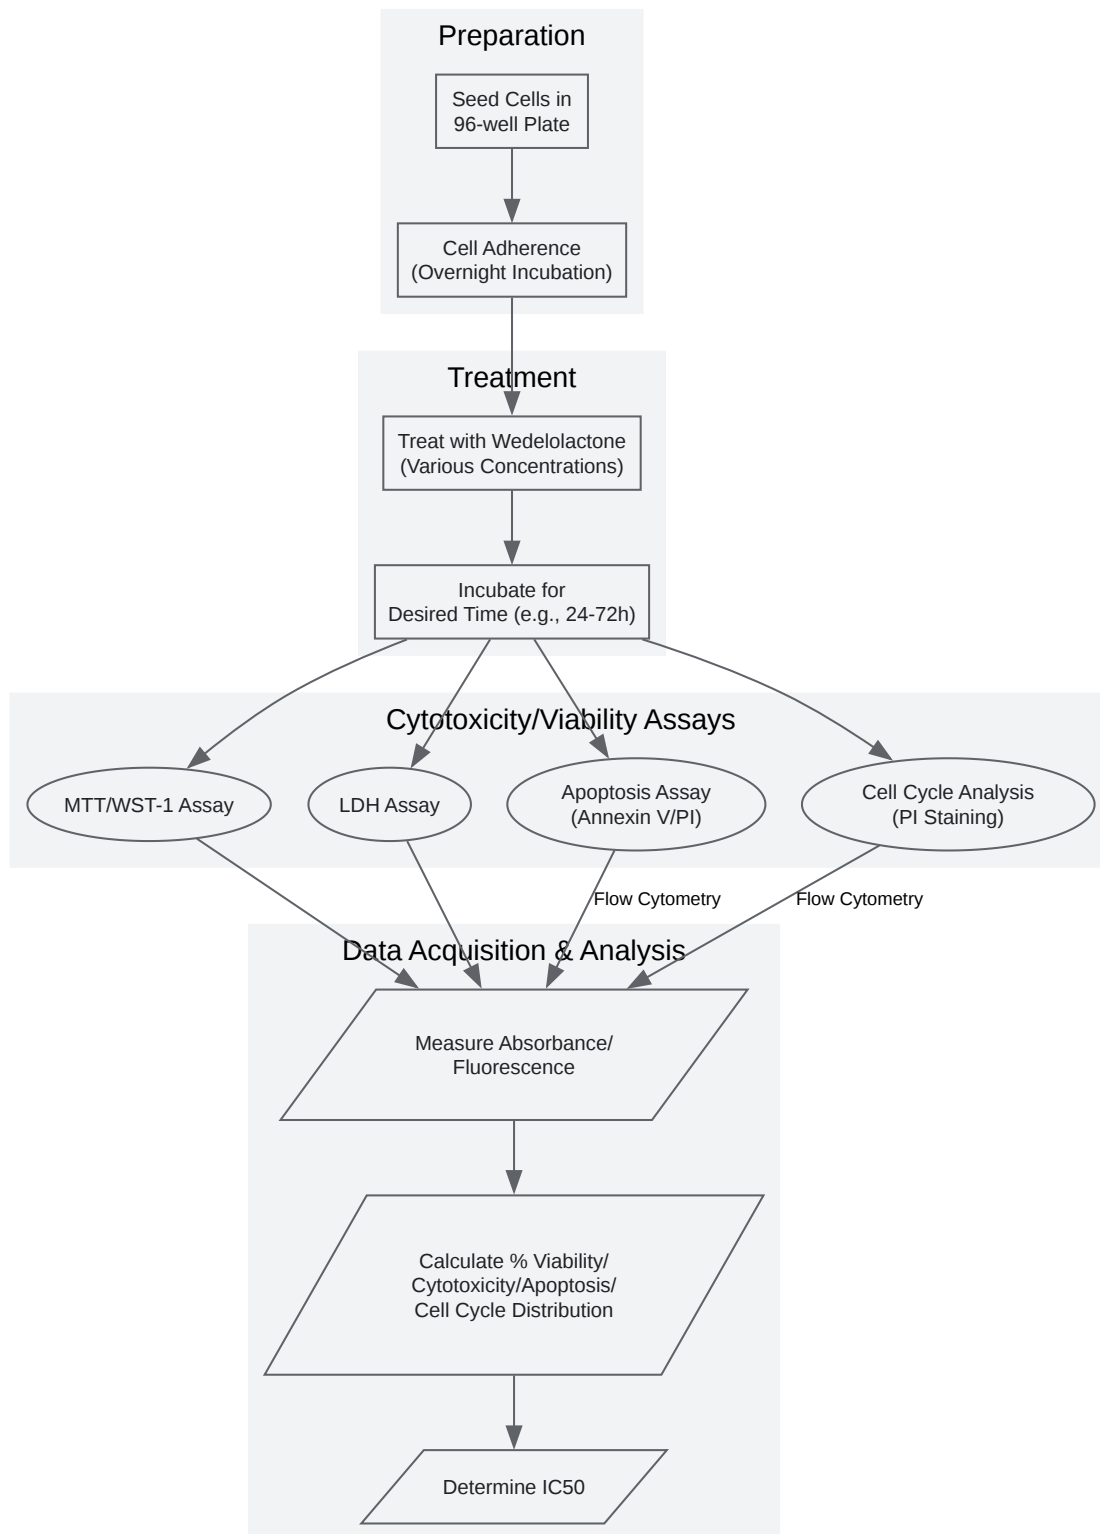 Preparation
Seed Cells in
96-well Plate
Cell Adherence
(Overnight Incubation)
Treatment
Treat with Wedelolactone
(Various Concentrations)
Incubate for
Desired Time (e.g., 24-72h)
Cytotoxicity/Viability Assays
MTT/WST-1 Assay
LDH Assay
Apoptosis Assay
(Annexin V/PI)
Cell Cycle Analysis
(PI Staining)
Flow Cytometry
Flow Cytometry
Data Acquisition & Analysis
Measure Absorbance/
Fluorescence
Calculate % Viability/
Cytotoxicity/Apoptosis/
Cell Cycle Distribution
Determine IC50